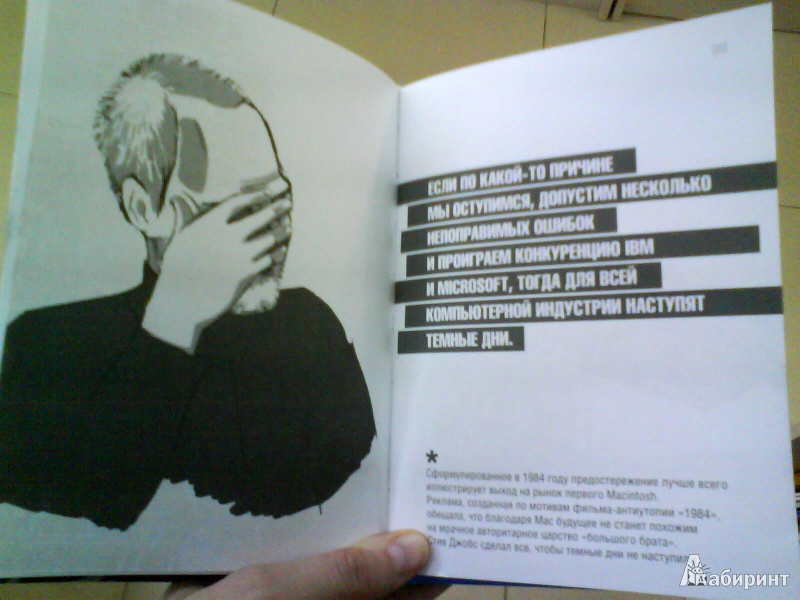 99
ЕСЛИ ПО КАКОЙ-ТО ПРИЧИНЕ
МЫ ОСТУПИМСЯ, ДОПУСТИМ НЕСКОЛЬКО
НЕПОПРАВИМЫХ ОШИБОК
И ПРОИГРАЕМ КОНКУРЕНЦИЮ IBM
И MICROSOFT, ТОГДА ДЛЯ ВСЕЙ
КОМПЬЮТЕРНОЙ ИНДУСТРИИ НАСТУПЯТ
ТЕМНЫЕ ДНИ.
*
Сформулированное в 1984 году предостережение лучше всего
иллюстрирует выход на рынок первого Macintosh.
Реклама, созданная по мотивам фильма-антиутопии «1984»,
обещала, что благодаря Mac будущее не станет похожим
на мрачное авторитарное царство «большого брата».
Стив Джобс сделал все, чтобы темные дни не наступил
Лабиринт